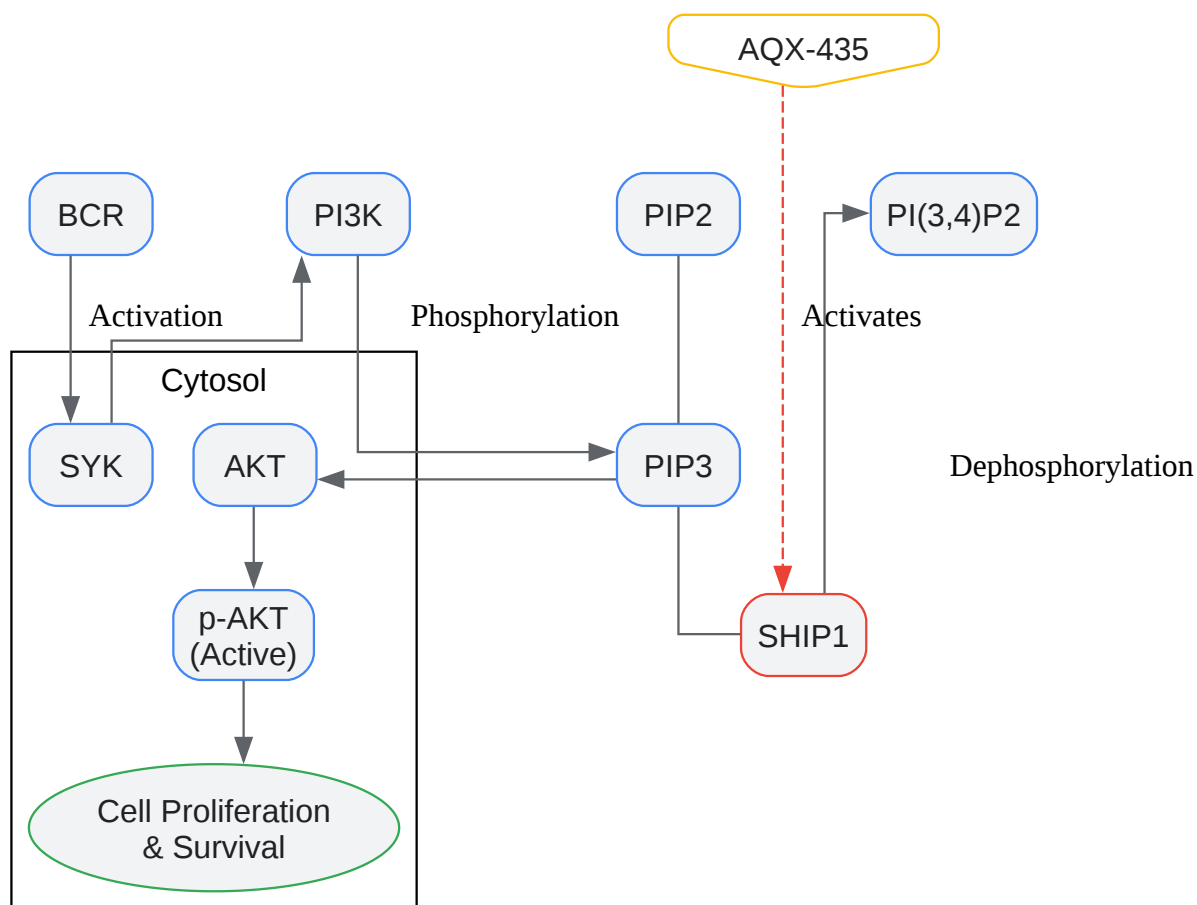 AQX-435
BCR
PI3K
PIP2
PI(3,4)P2
Activation
Phosphorylation
Activates
Cytosol
SYK
AKT
PIP3
Dephosphorylation
p-AKT
(Active)
SHIP1
Cell Proliferation
& Survival